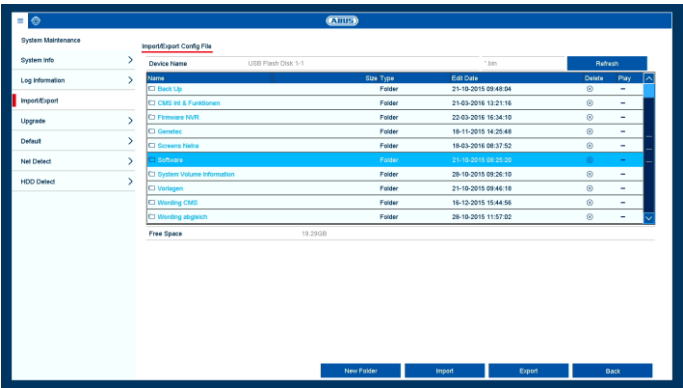 ABUS
System Maintenance
System Info
Log Information
Import/Export
Upgrade
Default
Net Detect
HDD Detect
Import/Export Config File
Device Name USB Flash Disk 1-1 *.bin Refresh
Name Size Type Edit Date Delete Play
Back Up Folder 21-10-2015 09:48:04
CMS Int & Funktionen Folder 21-03-2016 13:21:16
Firmware NVR Folder 22-03-2016 16:34:10
Genetec Folder 18-11-2015 14:25:48
Screens Neha Folder 18-03-2016 08:37:52
Software Folder 21-10-2015 08:25:20
System Volume Information Folder 28-10-2015 09:26:10
Vorlagen Folder 21-10-2015 09:46:18
Wording CMS Folder 16-12-2015 15:44:56
Wording abgleich Folder 28-10-2015 11:57:02
Free Space 18.29GB
New Folder Import Export Back